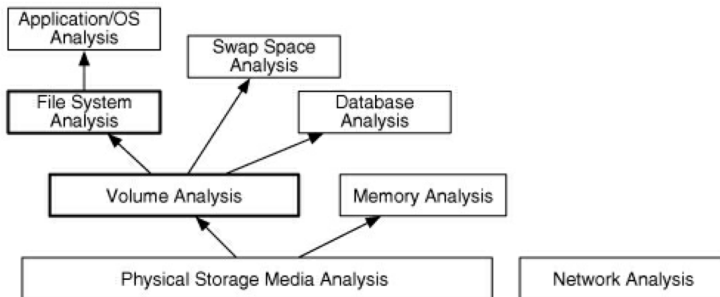 Application/OS
Analysis
Swap Space
Analysis
File System
Analysis
Database
Analysis
Volume Analysis
Memory Analysis
Physical Storage Media Analysis
Network Analysis